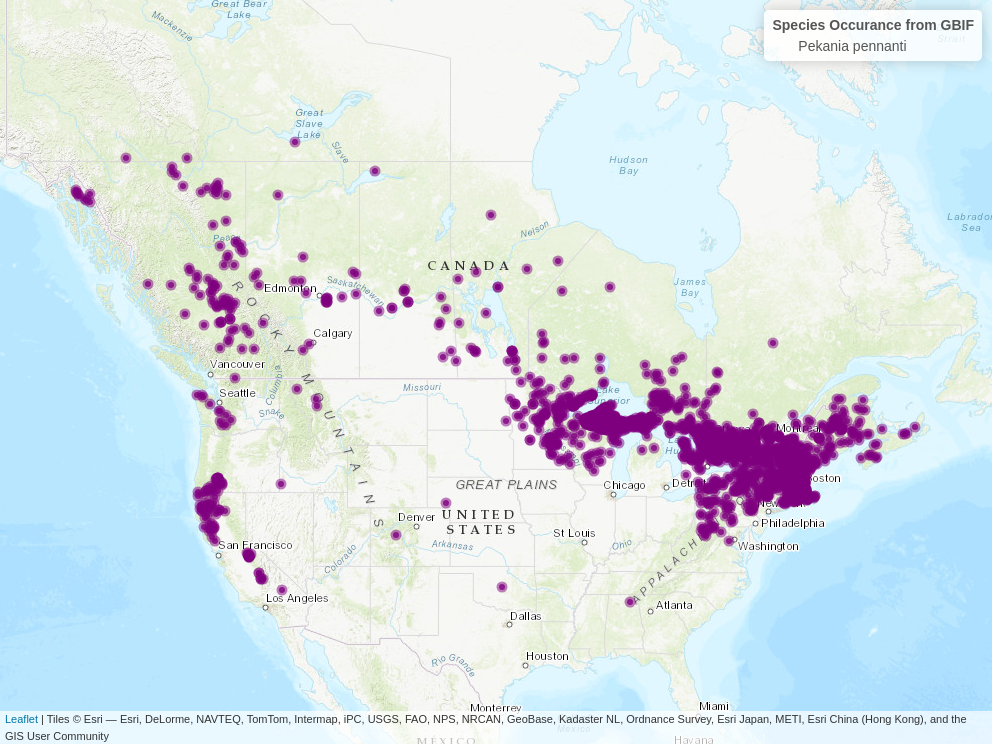 Great Bear
Lake
Mackenzie
Species Occurance from GBIF
Pekania pennanti
Great
Slave
Lake
Slave
Hudson
Bay
Labrador
Sea
Peace
Nelson
CANADA
James
Bay
Edmonton
Saskatchewan
ROCKY MOUNTAINS
Calgary
Vancouver
Columbia
Missouri
Seattle
Snake
Lake
Superior
Montreal
Boston
GREAT PLAINS
Chicago
Detroit
New York
Philadelphia
Denver
UNITED
STATES
St Louis
Washington
San Francisco
Colorado
Arkansas
Ohio
APPALACH
Los Angeles
Atlanta
Dallas
Houston
Rio Grande
Monterrey
Miami
Leaflet | Tiles © Esri — Esri, DeLorme, NAVTEQ, TomTom, Intermap, iPC, USGS, FAO, NPS, NRCAN, GeoBase, Kadaster NL, Ordnance Survey, Esri Japan, METI, Esri China (Hong Kong), and the
GIS User Community
MÉXICO
México
Havana